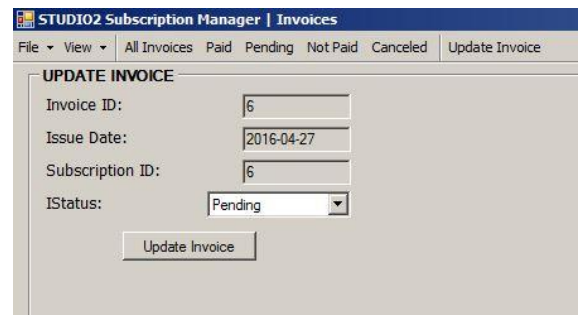 STUDIO2 Subscription Manager | Invoices
File View All Invoices Paid Pending Not Paid Canceled Update Invoice
UPDATE INVOICE
Invoice ID: 6
Issue Date: 2016-04-27
Subscription ID: 6
IStatus: Pending
Update Invoice